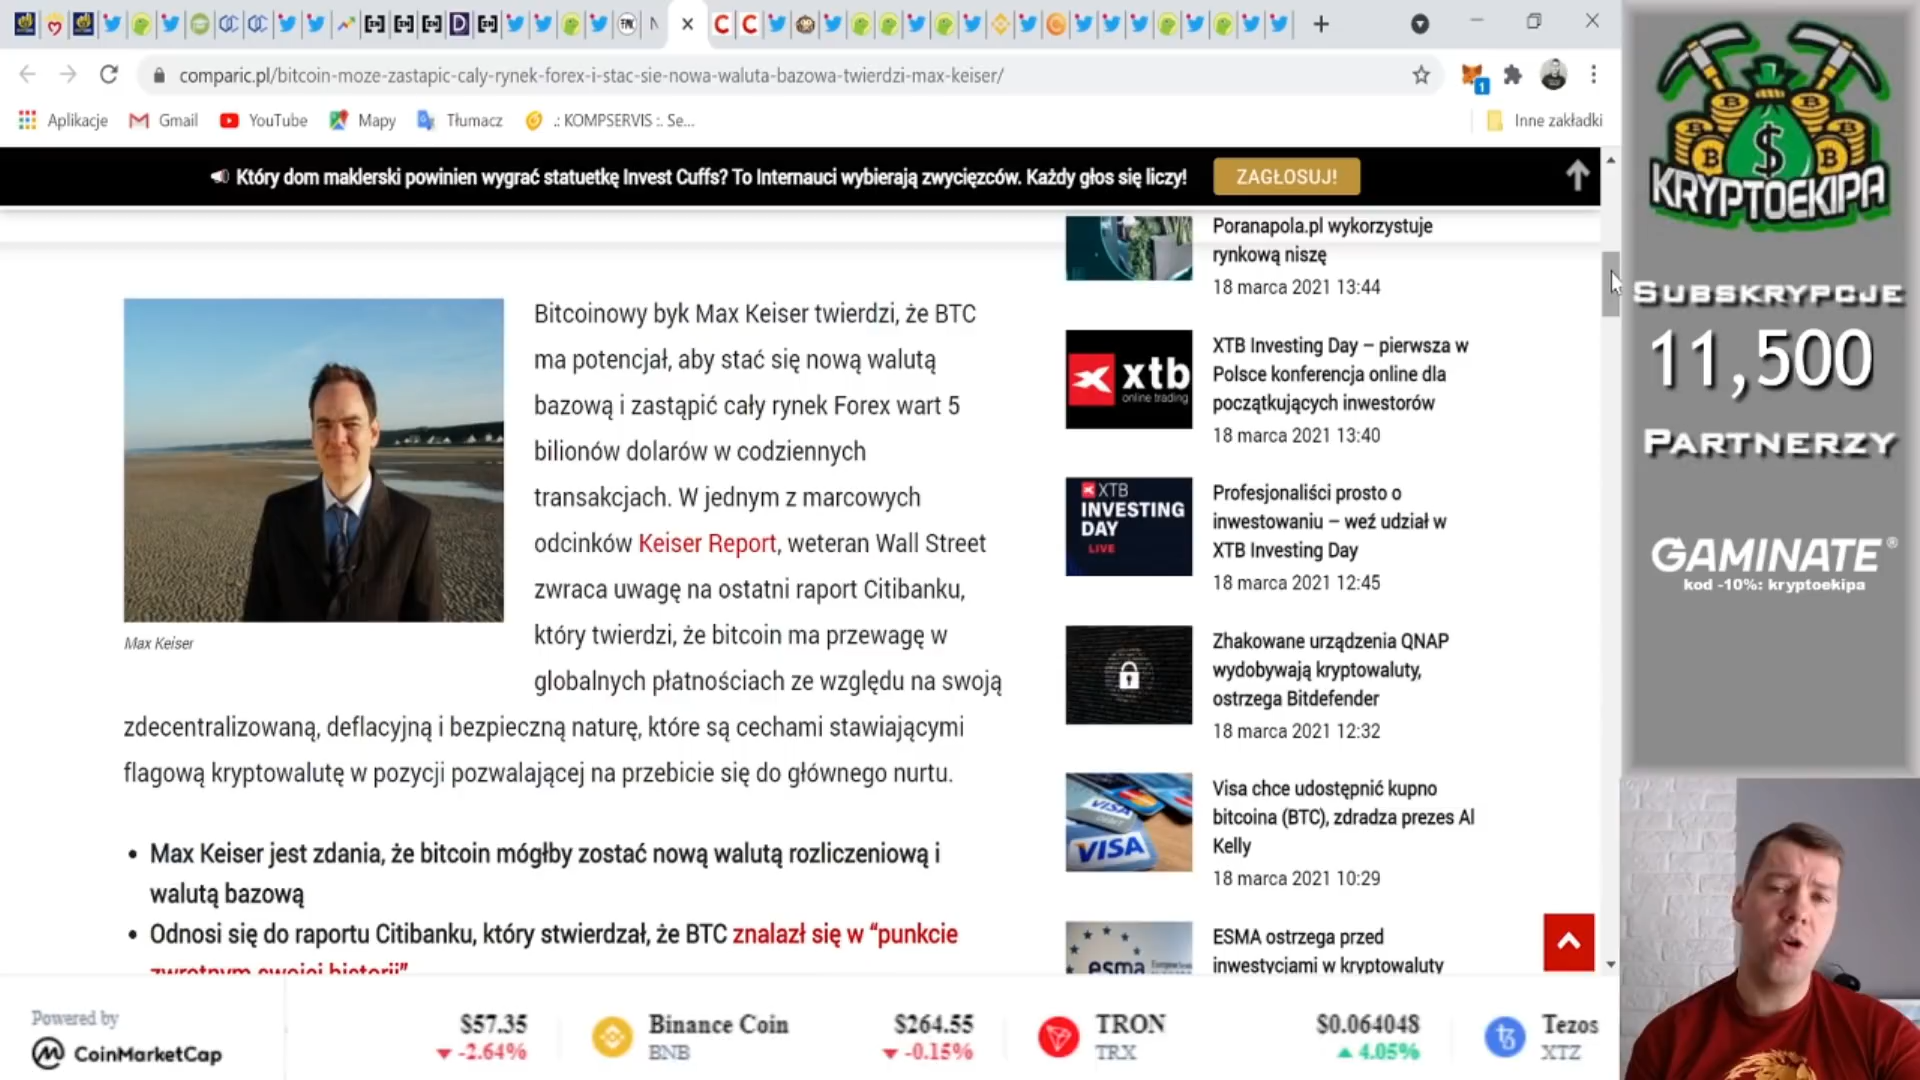 comparic.pl/bitcoin-moze-zastapic-caly-rynek-forex-i-stac-sie-nowa-waluta-bazowa-twierdzi-max-keiser/
1
Aplikacje
Gmail
YouTube
Mapy
Tłumacz
.: KOMPSERVIS :. Se...
Inne zakładki
Który dom maklerski powinien wygrać statuetkę Invest Cuffs? To Internauci wybierają zwycięzców. Każdy głos się liczy!
ZAGŁOSUJ!
Bitcoinowy byk Max Keiser twierdzi, że BTC
ma potencjał, aby stać się nową walutą
bazową i zastąpić cały rynek Forex wart 5
bilionów dolarów w codziennych
transakcjach. W jednym z marcowych
odcinków Keiser Report, weteran Wall Street
zwraca uwagę na ostatni raport Citibanku,
który twierdzi, że bitcoin ma przewagę w
globalnych płatnościach ze względu na swoją
zdecentralizowaną, deflacyjną i bezpieczną naturę, które są cechami stawiającymi
flagową kryptowalutę w pozycji pozwalającej na przebicie się do głównego nurtu.
Max Keiser
• Max Keiser jest zdania, że bitcoin mógłby zostać nową walutą rozliczeniową i
walutą bazową
• Odnosi się do raportu Citibanku, który stwierdzał, że BTC znalazł się w “punkcie
zwrotnym swojej historii”
Poranapola.pl wykorzystuje
rynkową niszę
18 marca 2021 13:44
xtb
online trading
XTB Investing Day – pierwsza w
Polsce konferencja online dla
początkujących inwestorów
18 marca 2021 13:40
XTB
INVESTING
DAY
LIVE
Profesjonaliści prosto o
inwestowaniu – weź udział w
XTB Investing Day
18 marca 2021 12:45
Zhakowane urządzenia QNAP
wydobywają kryptowaluty,
ostrzega Bitdefender
18 marca 2021 12:32
VISA
VISA
Visa chce udostępnić kupno
bitcoina (BTC), zdradza prezes Al
Kelly
18 marca 2021 10:29
esma
ESMA ostrzega przed
inwestycjami w kryptowaluty
KRYPTOEKIPA
SUBSKRYPCJE
11,500
PARTNERZY
GAMINATE®
kod -10%: kryptoekipa
Powered by
CoinMarketCap
$57.35
-2.64%
Binance Coin
BNB
$264.55
-0.15%
TRON
TRX
$0.064048
4.05%
Tezos
XTZ